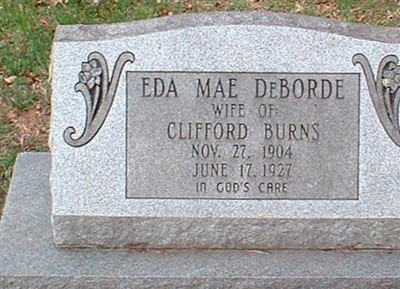 EDA MAE DeBORDE
WIFE OF
CLIFFORD BURNS
NOV. 27, 1904
JUNE 17, 1927
IN GOD'S CARE